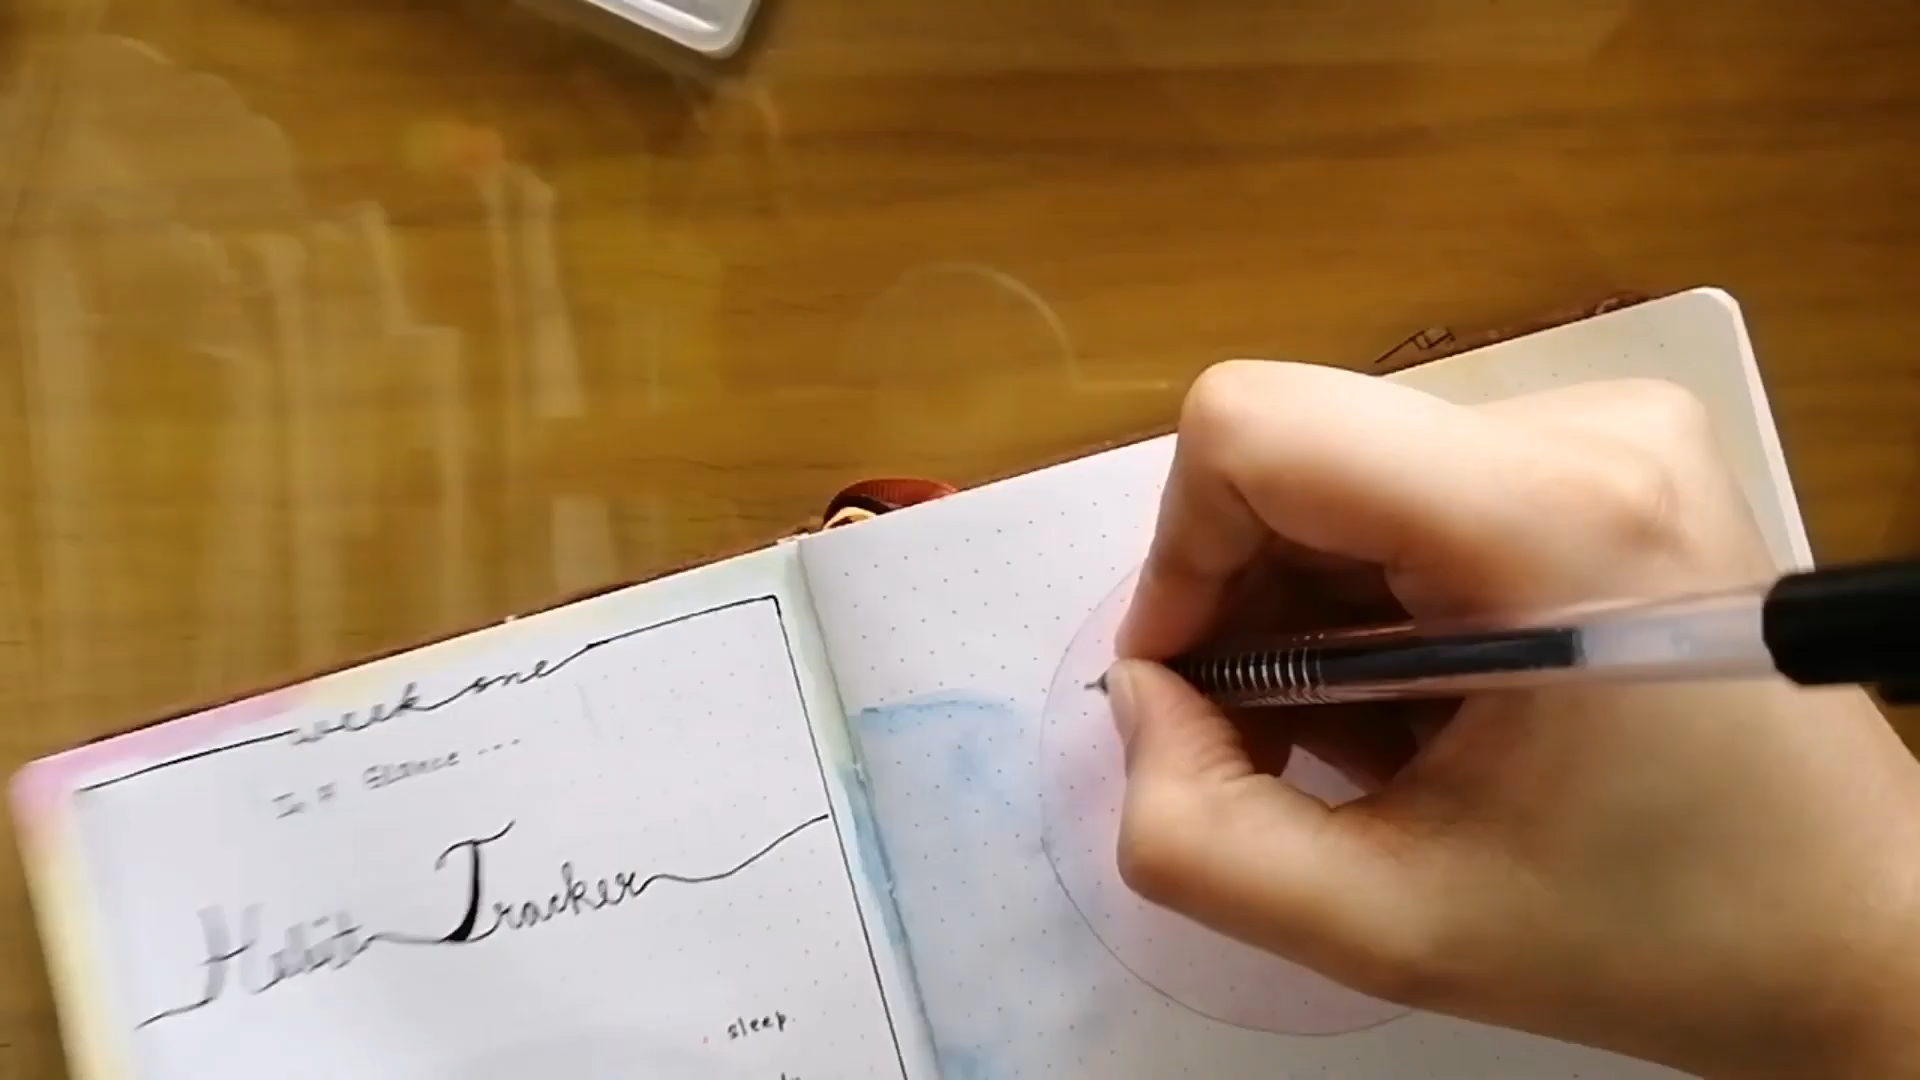 week one
In A Glance ---
Habit Tracker
sleep